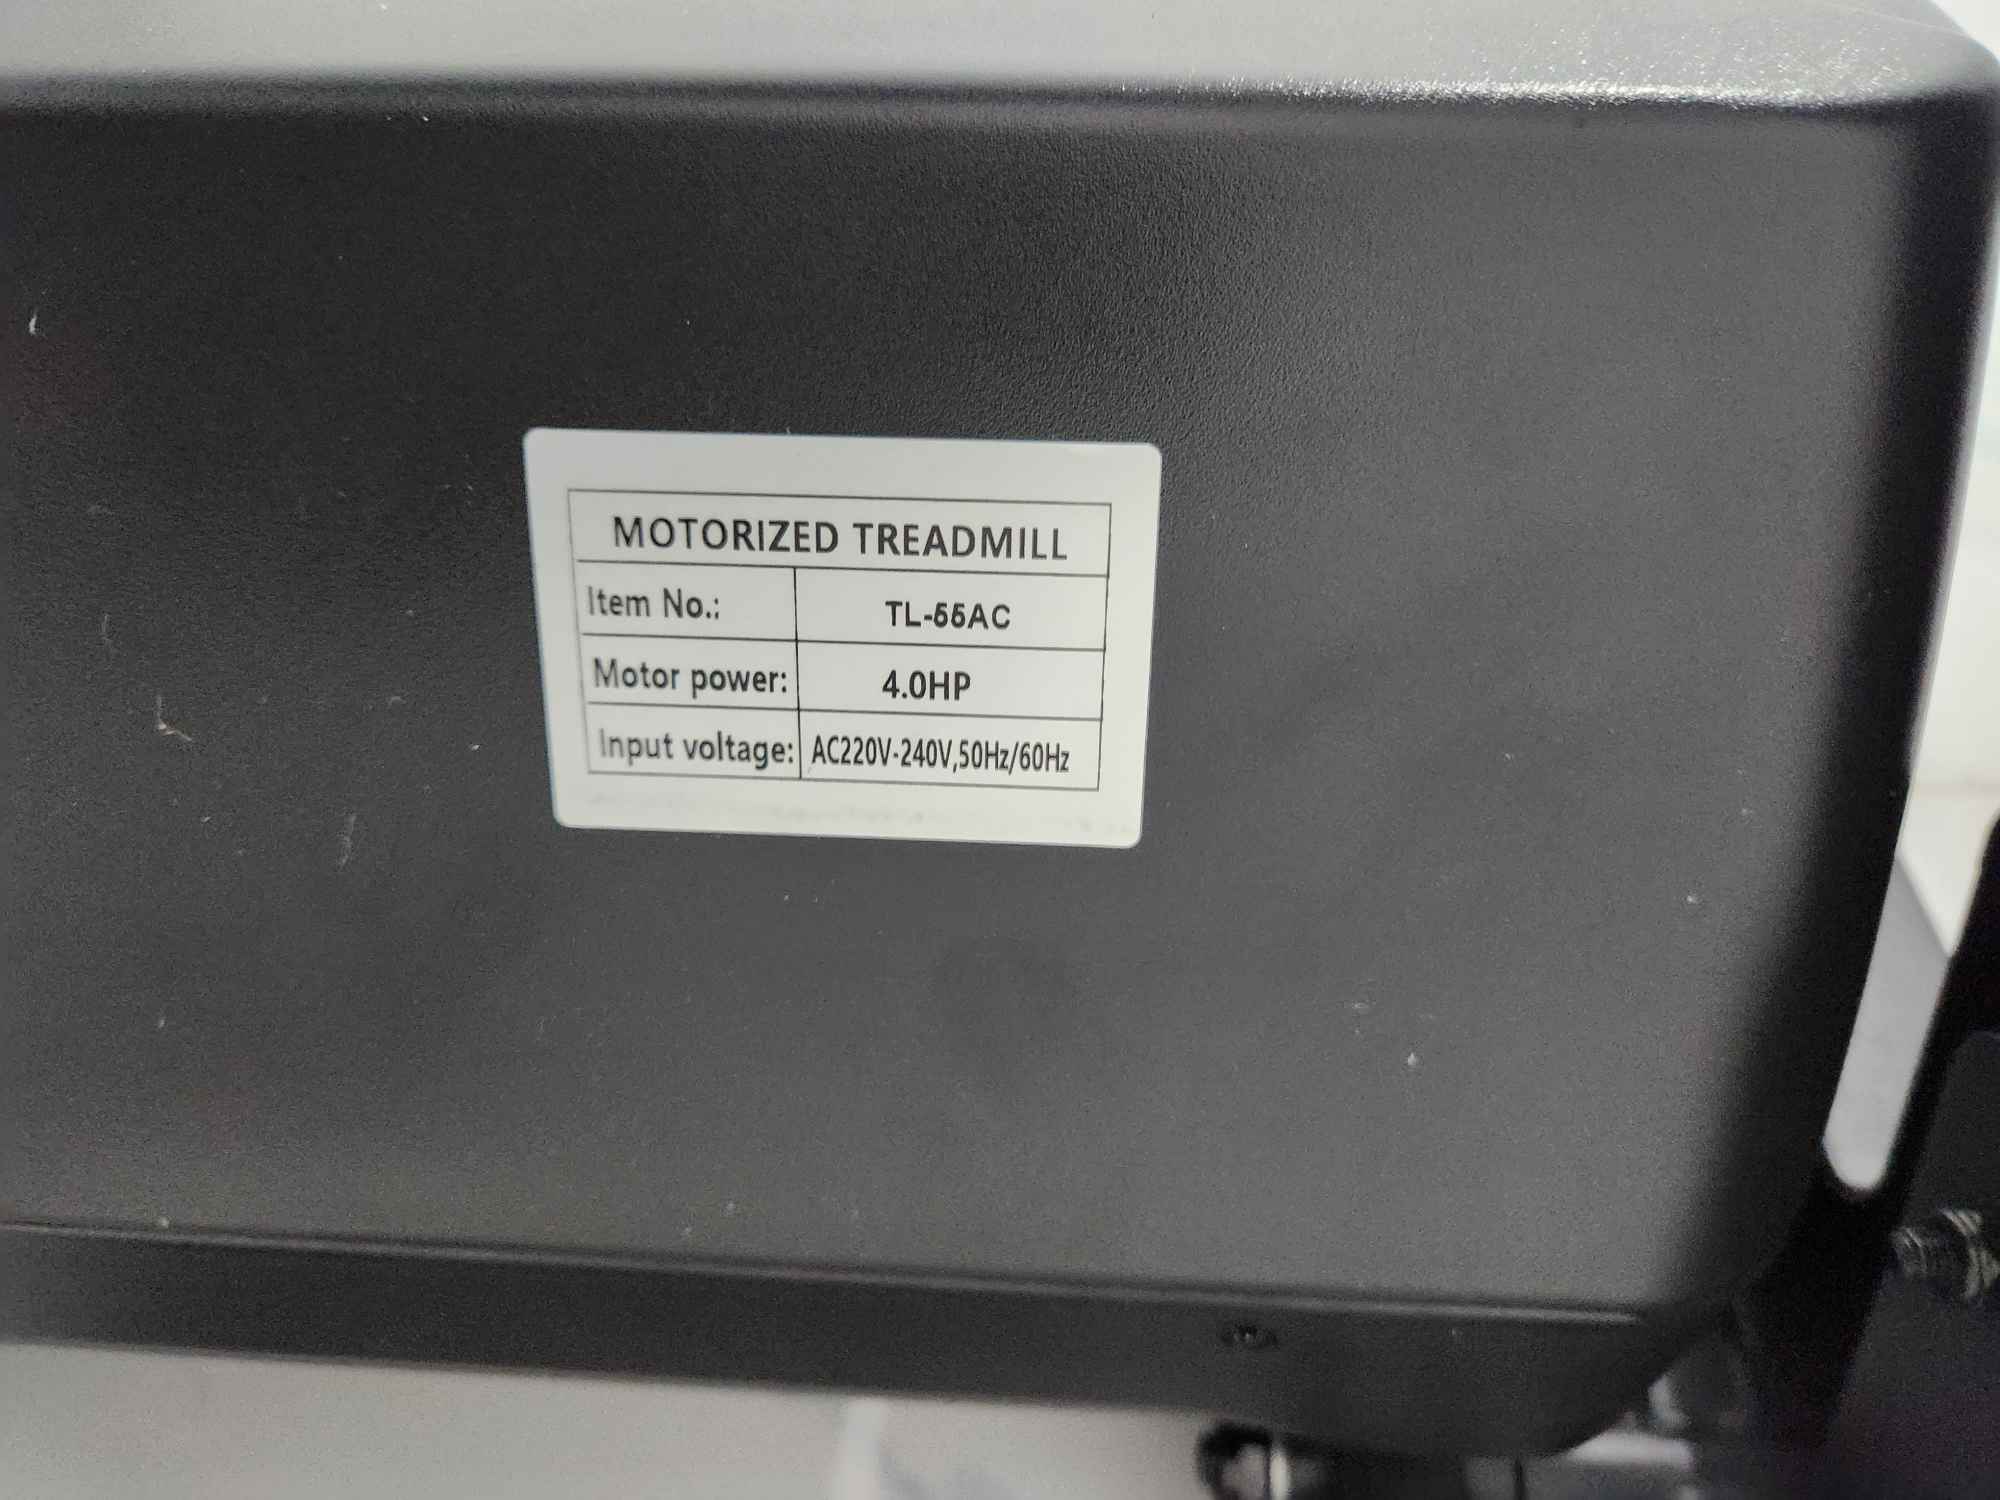 MOTORIZED TREADMILL
Item No.: TL-55AC
Motor power: 4.0HP
Input voltage: AC220V-240V,50Hz/60Hz